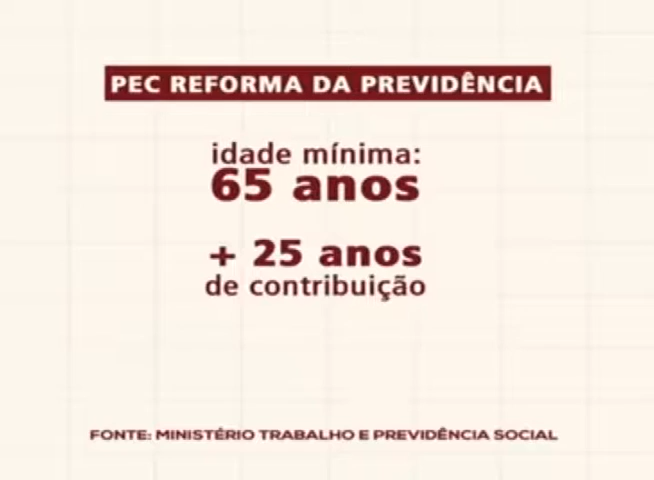 PEC REFORMA DA PREVIDÊNCIA
idade mínima:
65 anos
+ 25 anos
de contribuição
FONTE: MINISTÉRIO TRABALHO E PREVIDÊNCIA SOCIAL